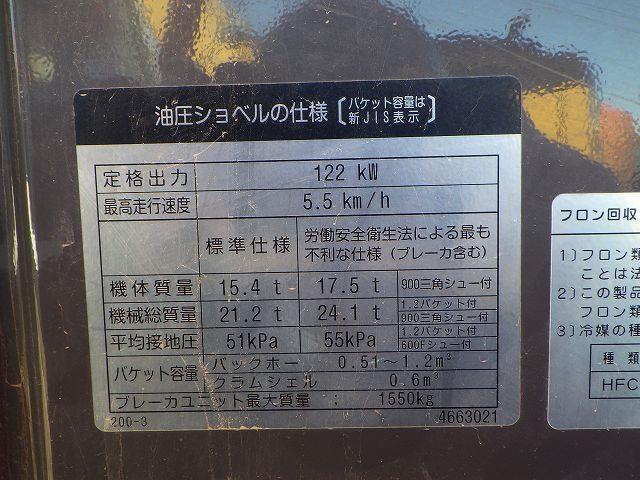 油圧ショベルの仕様〔バケット容量は新JIS表示〕
定格出力 122 kW
最高走行速度 5.5 km/h
標準仕様 労働安全衛生法による最も不利な仕様(ブレーカ含む)
機体質量 15.4 t 17.5 t 900三角シュー付
機械総質量 21.2 t 24.1 t 1.2バケット付 900三角シュー付
平均接地圧 51kPa 55kPa 1.2バケット付 600Fシュー付
バケット容量 バックホー 0.51~1.2m³
クラムシェル 0.6m³
ブレーカユニット最大質量 : 1550kg
200-3 4663021
フロン回収
1)フロン類
ことは法
2)この製品
フロン類
3)冷媒の種
種 類
HFC